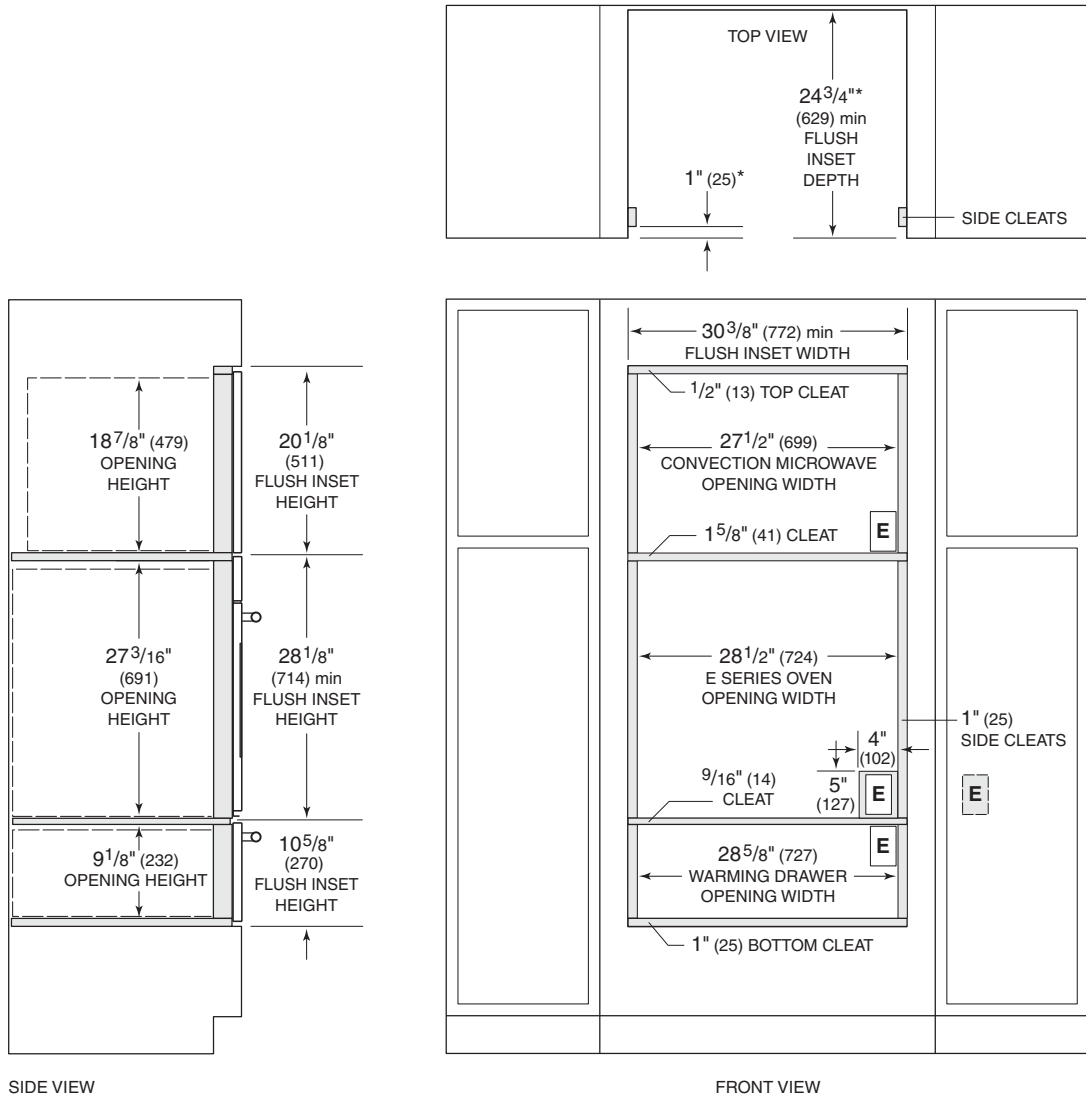 TOP VIEW
24 3/4"*
(629) min
FLUSH
INSET
DEPTH
1" (25)*
SIDE CLEATS
18 7/8" (479)
OPENING
HEIGHT
20 1/8"
(511)
FLUSH INSET
HEIGHT
27 3/16"
(691)
OPENING
HEIGHT
28 1/8"
(714) min
FLUSH INSET
HEIGHT
9 1/8" (232)
OPENING HEIGHT
10 5/8"
(270)
FLUSH INSET
HEIGHT
SIDE VIEW
30 3/8" (772) min
FLUSH INSET WIDTH
1/2" (13) TOP CLEAT
27 1/2" (699)
CONVECTION MICROWAVE
OPENING WIDTH
E
1 5/8" (41) CLEAT
28 1/2" (724)
E SERIES OVEN
OPENING WIDTH
1" (25)
SIDE CLEATS
4"
(102)
5"
(127)
E
E
9/16" (14)
CLEAT
E
28 5/8" (727)
WARMING DRAWER
OPENING WIDTH
1" (25) BOTTOM CLEAT
FRONT VIEW